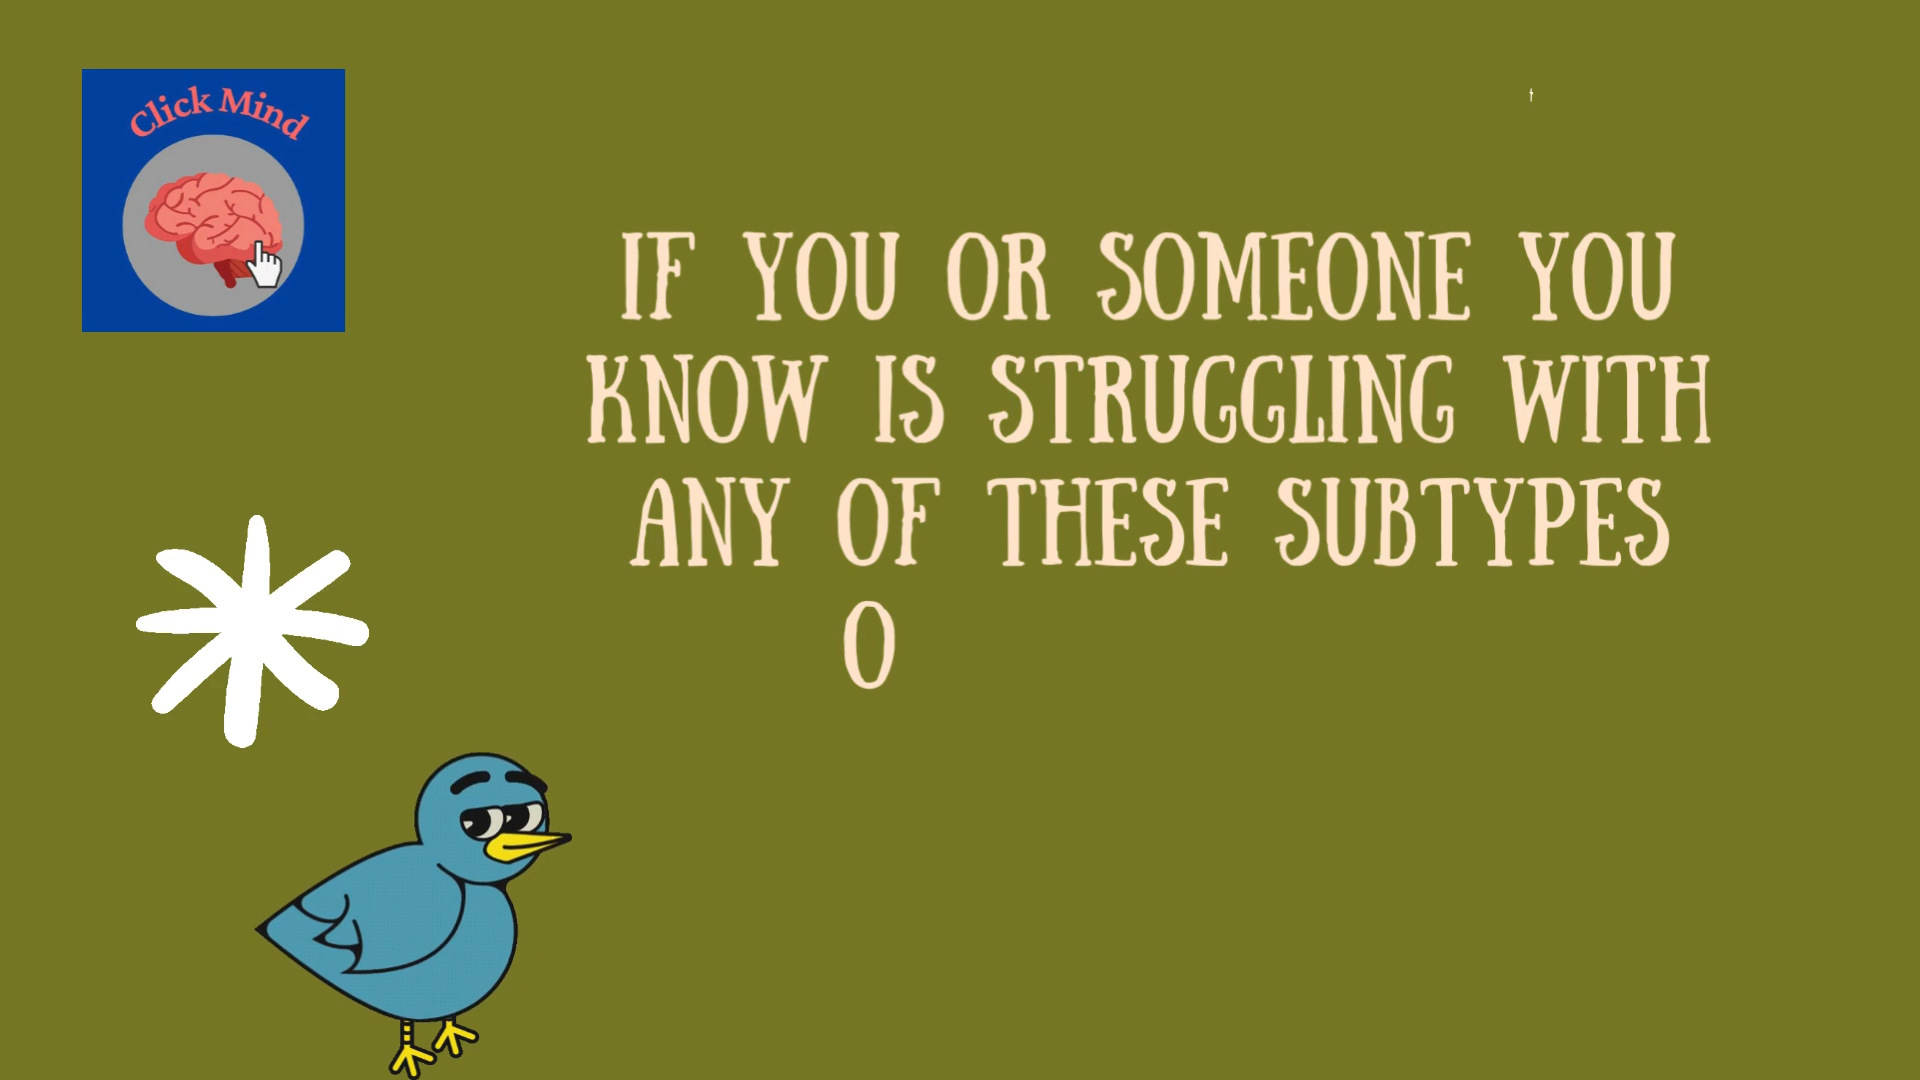 Click Mind
IF YOU OR SOMEONE YOU
KNOW IS STRUGGLING WITH
ANY OF THESE SUBTYPES
O